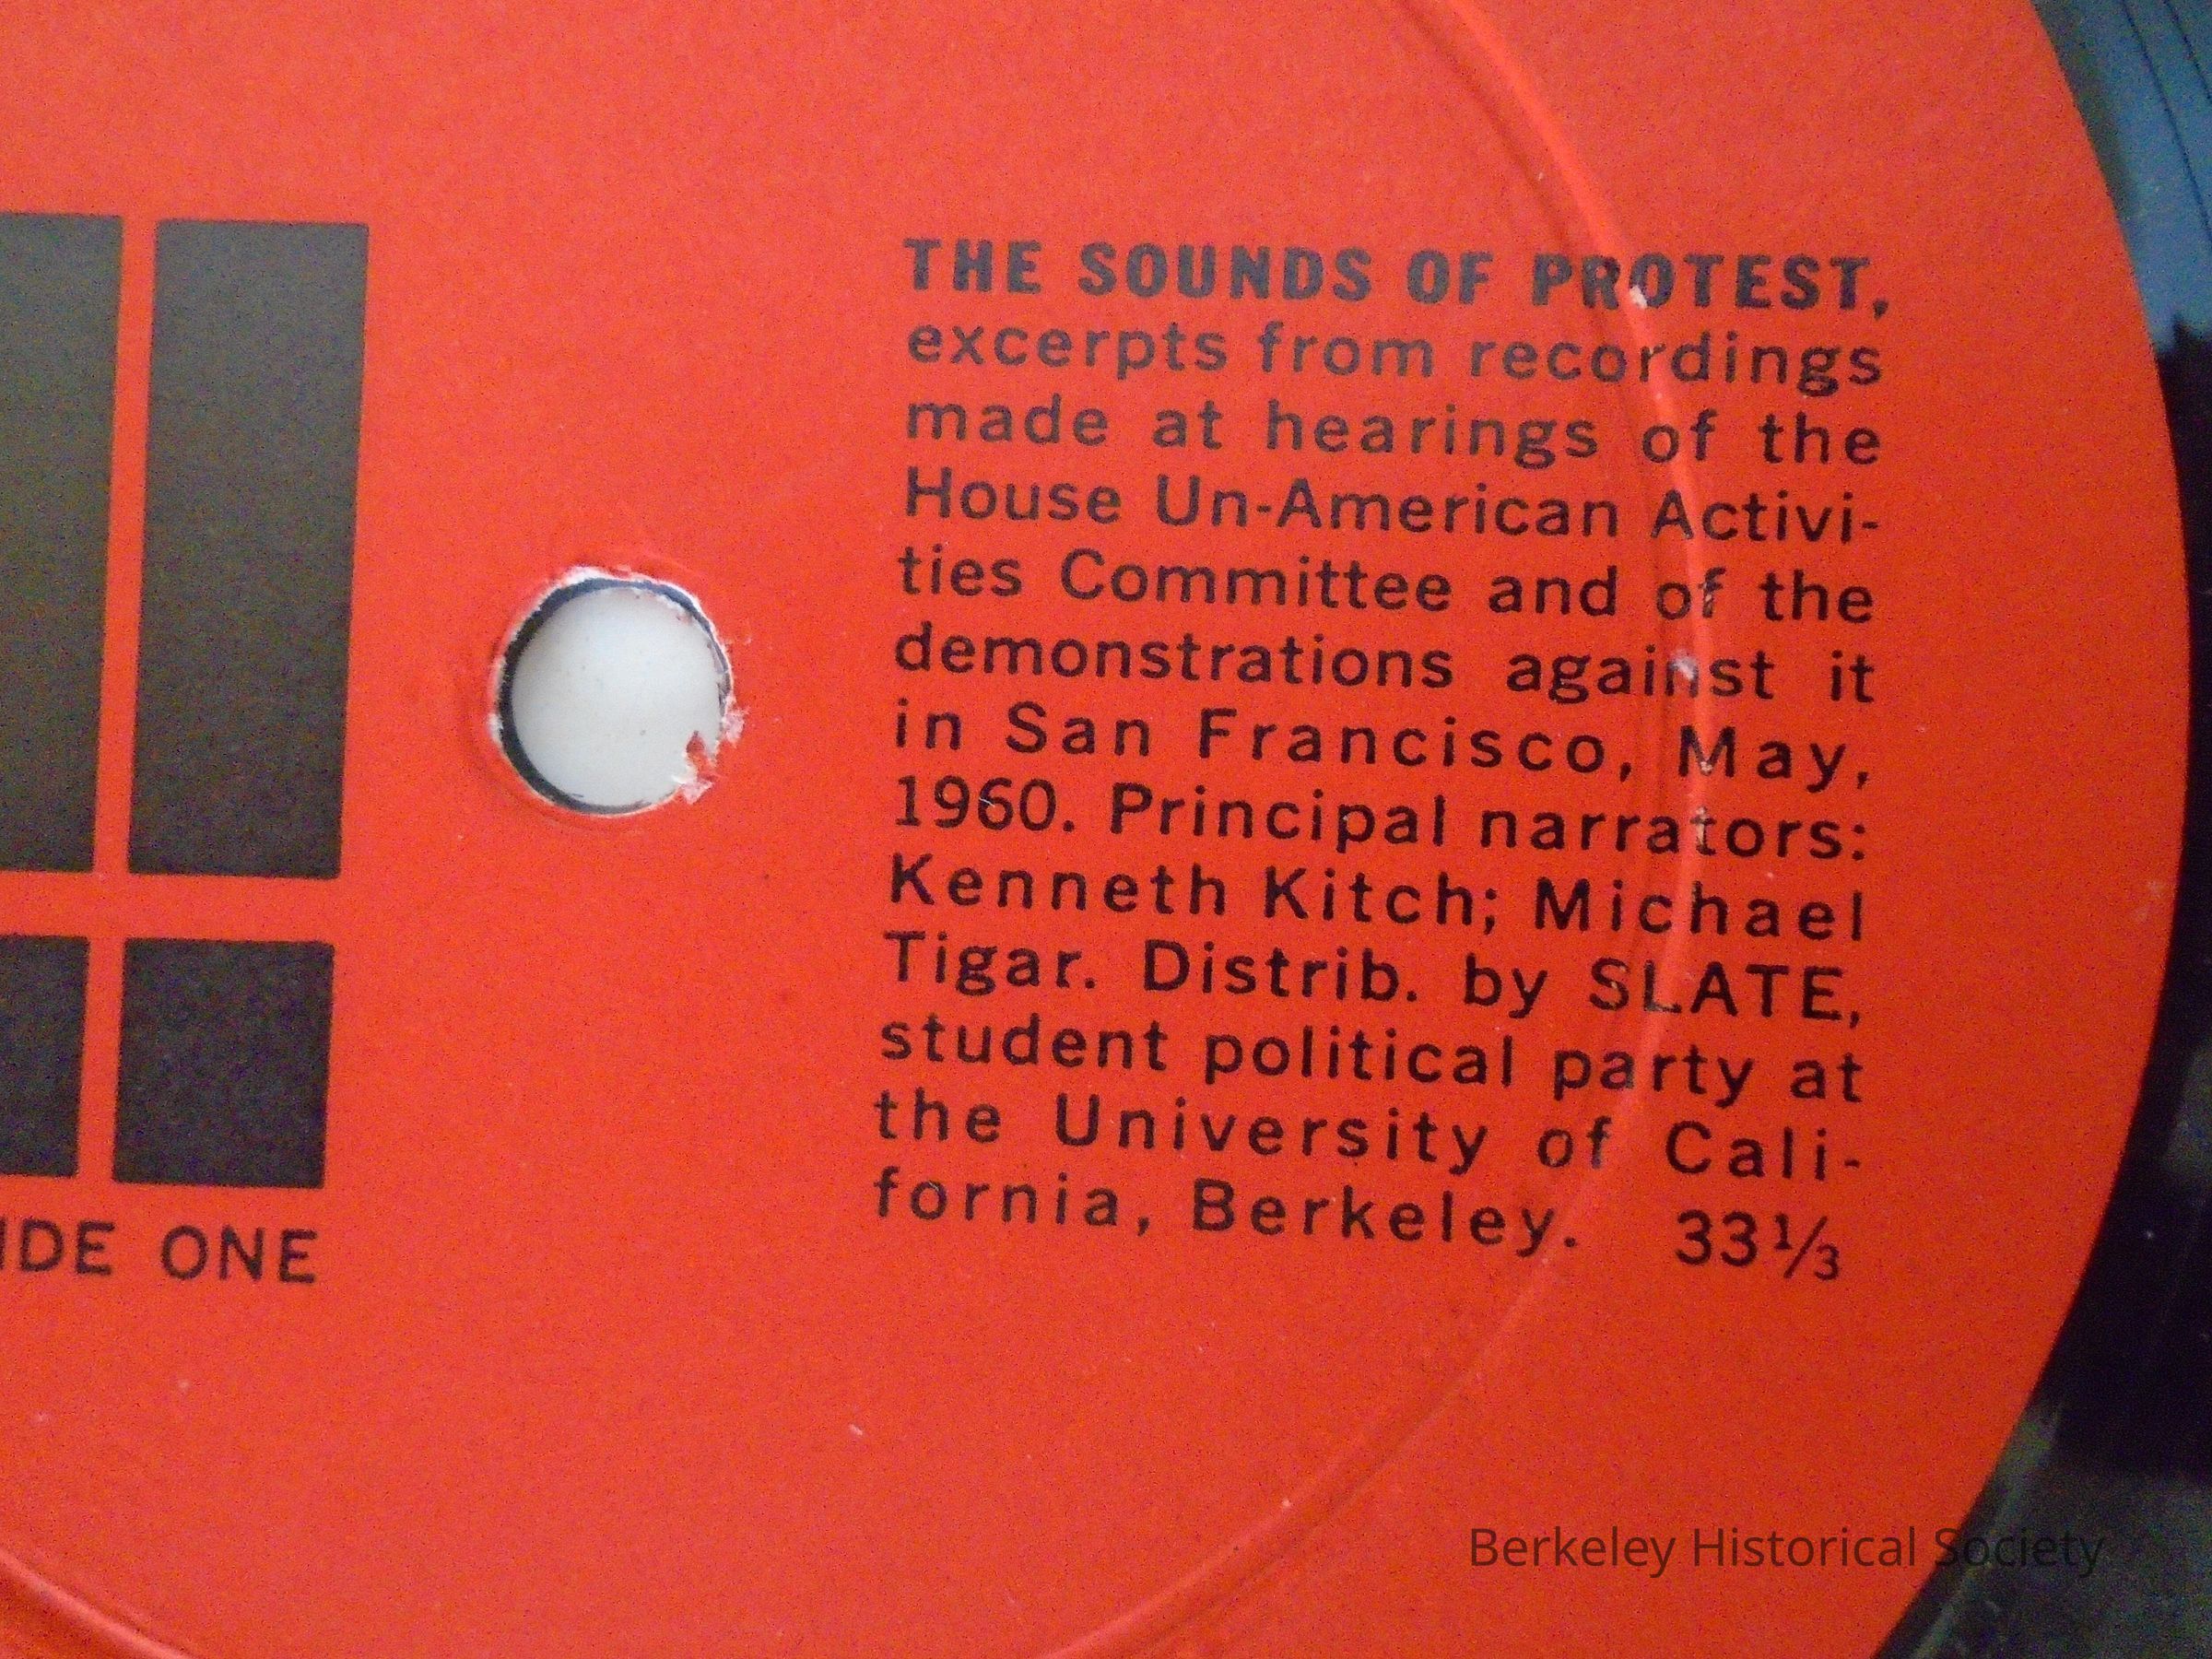 THE SOUNDS OF PROTEST,
excerpts from recordings
made at hearings of the
House Un-American Activi-
ties Committee and of the
demonstrations against it
in San Francisco, May,
1960. Principal narrators:
Kenneth Kitch; Michael
Tigar. Distrib. by SLATE,
student political party at
the University of Cali-
fornia, Berkeley. 33⅓
IDE ONE
Berkeley Historical Society